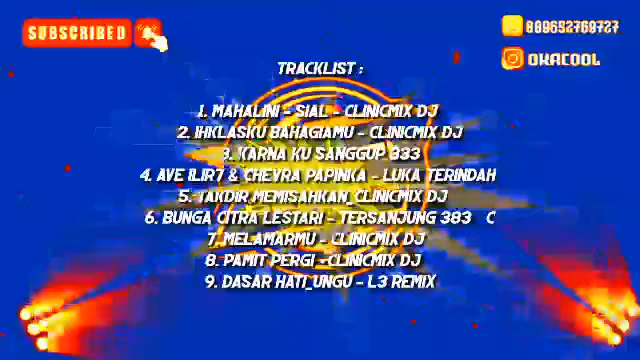 SUBSCRIBED
OKACOOL
TRACKLIST :
1. MAHALINI - SIAL - CLINICMIX DJ
2. IHKLASKU BAHAGIAMU - CLINICMIX DJ
3. KARNA KU SANGGUP 333
4. AVE ILIR7 & CHEVRA PAPINKA - LUKA TERINDAH
5. TAKDIR MEMISAHKAN_CLINICMIX DJ
6. BUNGA CITRA LESTARI - TERSANJUNG 383 C
7. MELAMARMU - CLINICMIX DJ
8. PAMIT PERGI -CLINICMIX DJ
9. DASAR HATI_UNGU - L3 REMIX